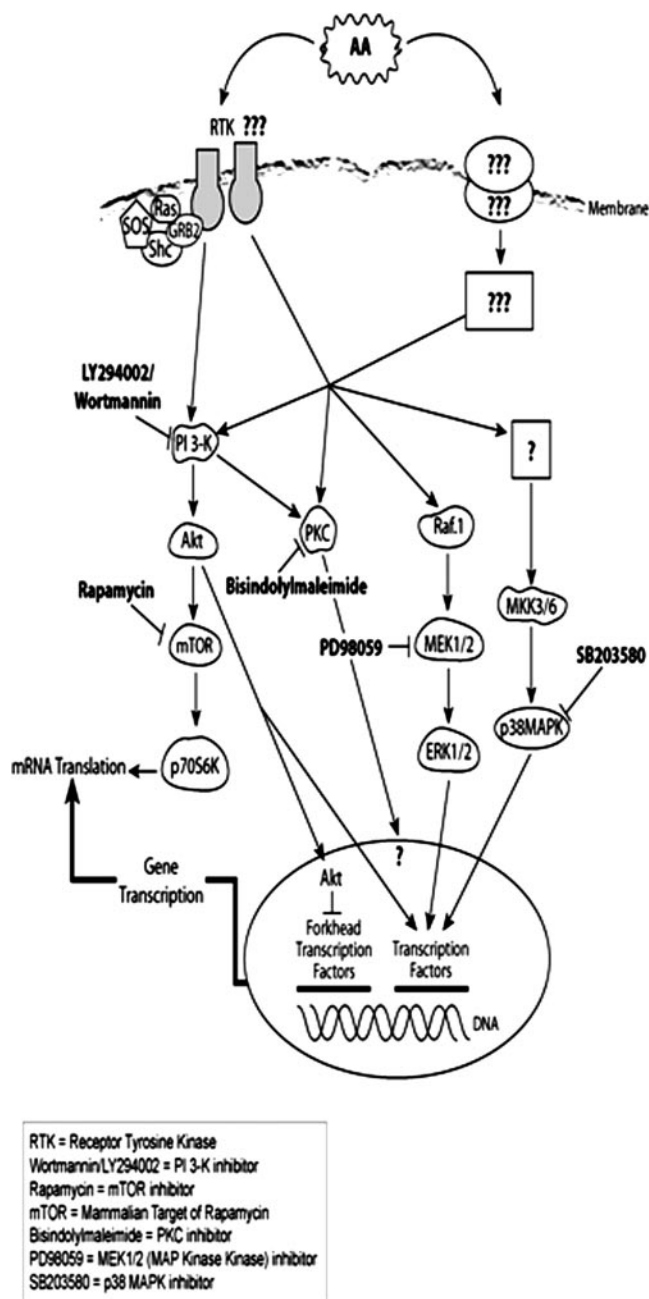 AA
RTK ???
???
???
Membrane
Ras
SOS
GRB2
Shc
???
LY294002/
Wortmannin
PI 3-K
?
Akt
PKC
Raf.1
Bisindolylmaleimide
MKK3/6
Rapamycin
mTOR
PD98059
MEK1/2
SB203580
p38MAPK
mRNA Translation
p70S6K
ERK1/2
?
Gene
Transcription
Akt
Forkhead
Transcription
Factors
Transcription
Factors
DNA
RTK = Receptor Tyrosine Kinase
Wortmannin/LY294002 = PI 3-K inhibitor
Rapamycin = mTOR inhibitor
mTOR = Mammalian Target of Rapamycin
Bisindolylmaleimide = PKC inhibitor
PD98059 = MEK1/2 (MAP Kinase Kinase) inhibitor
SB203580 = p38 MAPK inhibitor